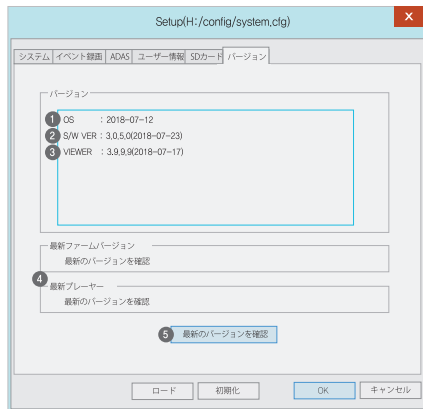 Setup(H:/config/system,cfg)
x
システム イベント録画 ADAS ユーザー情報 SDカード バージョン
バージョン
1 OS : 2018-07-12
2 S/W VER : 3,0,5,0(2018-07-23)
3 VIEWER : 3.9,9,9(2018-07-17)
最新ファームバージョン
最新のバージョンを確認
4
最新プレーヤー
最新のバージョンを確認
5 最新のバージョンを確認
ロード 初期化 OK キャンセル